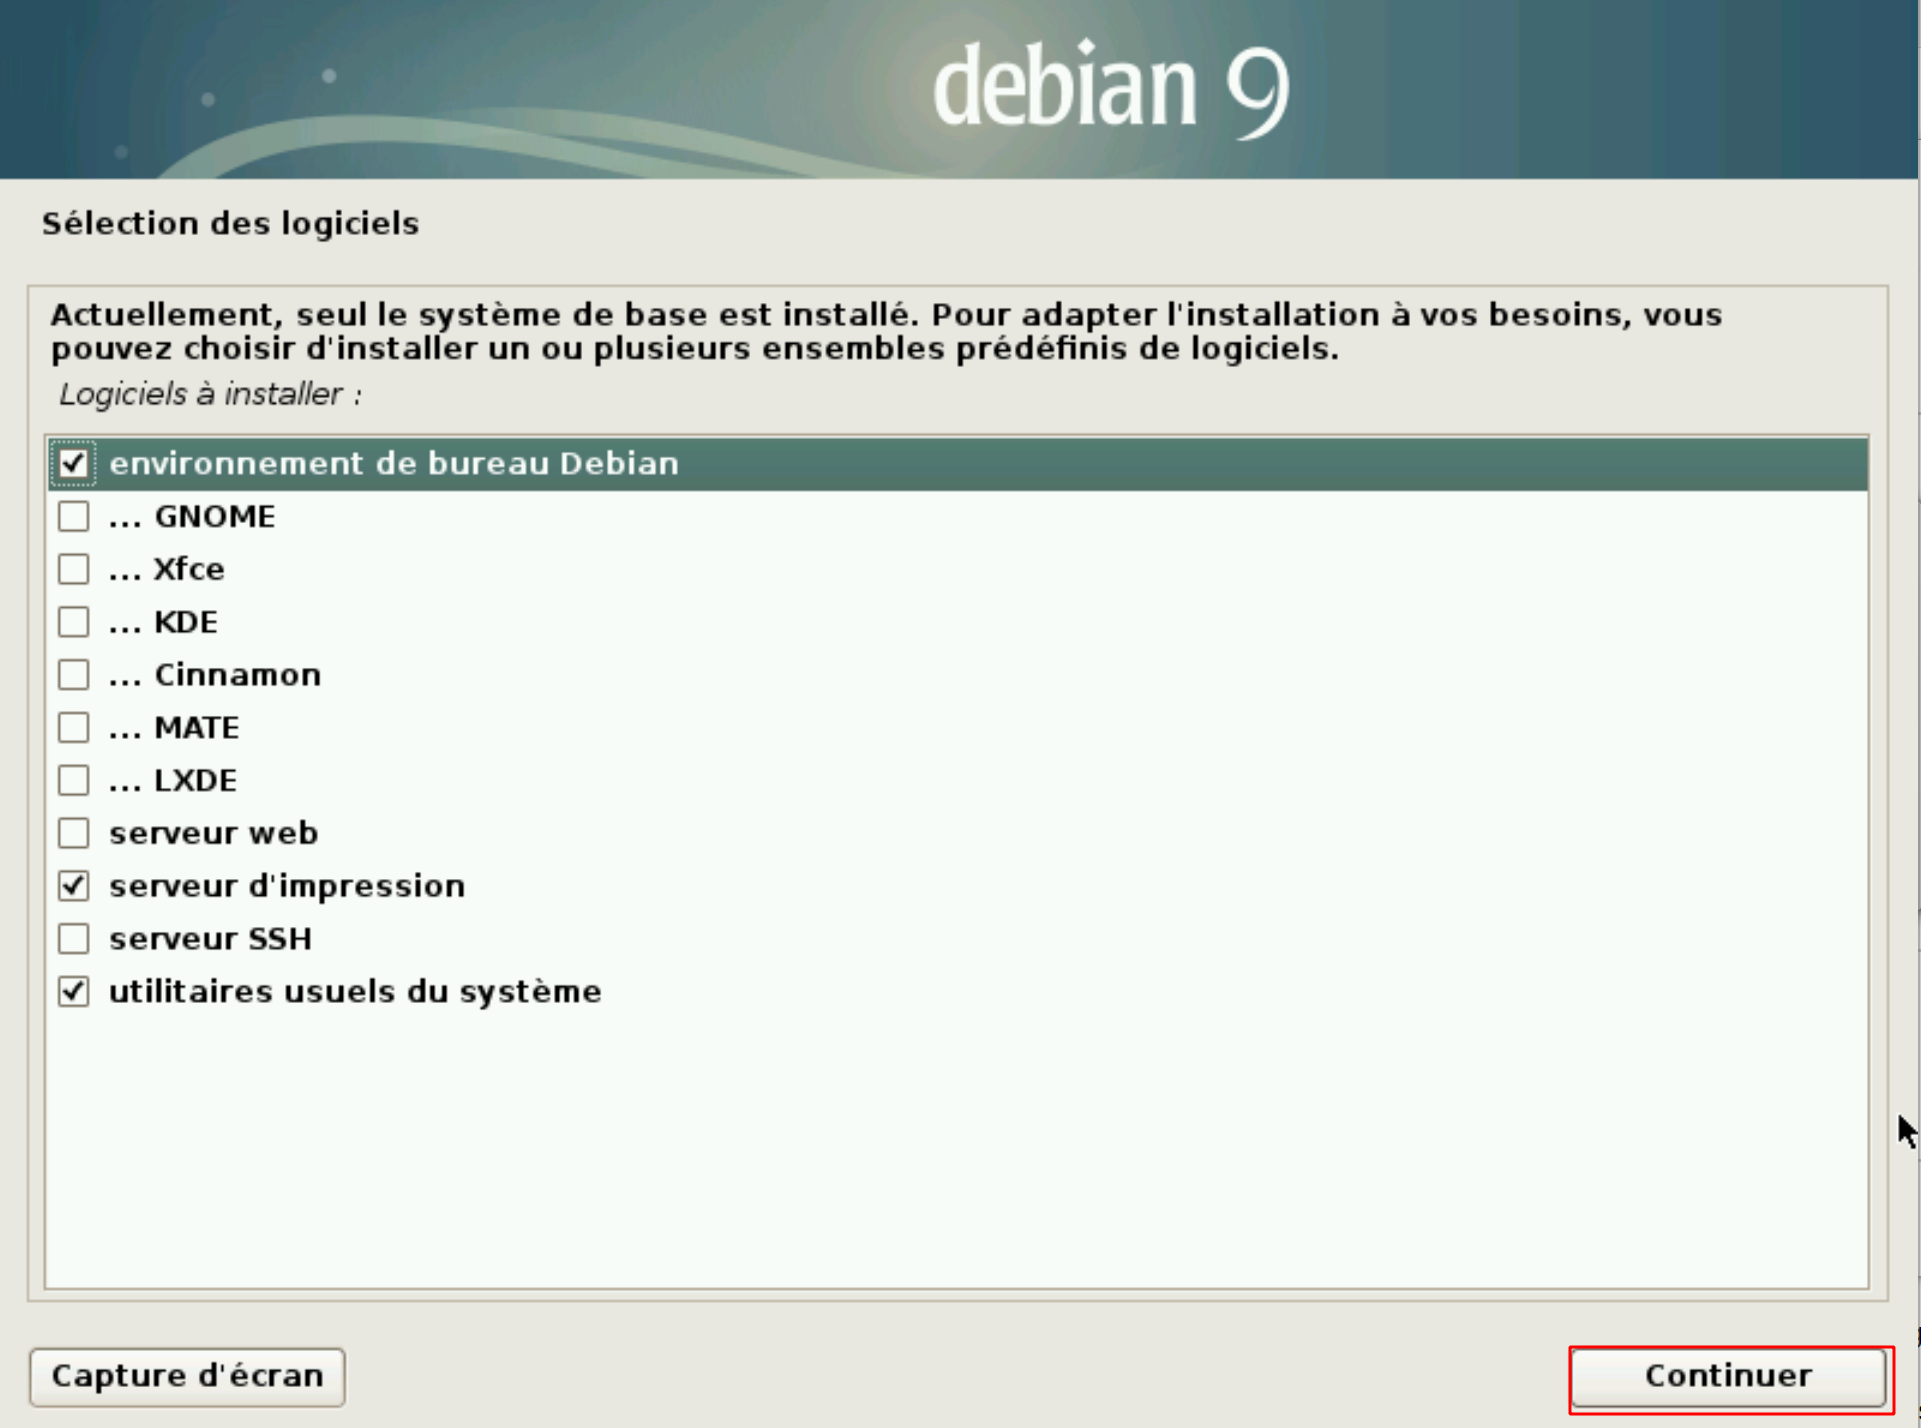 debian 9
Sélection des logiciels
Actuellement, seul le système de base est installé. Pour adapter l'installation à vos besoins, vous
pouvez choisir d'installer un ou plusieurs ensembles prédéfinis de logiciels.
Logiciels à installer :
environnement de bureau Debian
... GNOME
... Xfce
... KDE
... Cinnamon
... MATE
... LXDE
serveur web
serveur d'impression
serveur SSH
utilitaires usuels du système
Capture d'écran
Continuer